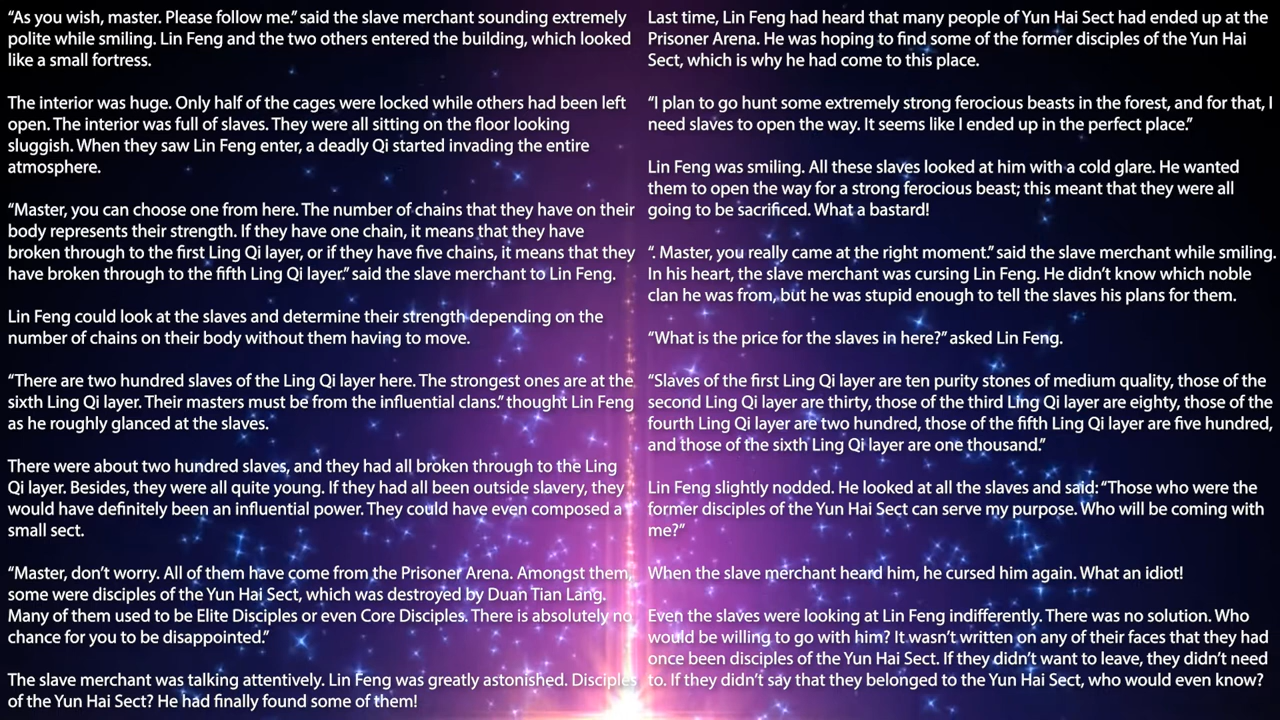 “As you wish, master. Please follow me.” said the slave merchant sounding extremely
polite while smiling. Lin Feng and the two others entered the building, which looked
like a small fortress.
The interior was huge. Only half of the cages were locked while others had been left
open. The interior was full of slaves. They were all sitting on the floor looking
sluggish. When they saw Lin Feng enter, a deadly Qi started invading the entire
atmosphere.
“Master, you can choose one from here. The number of chains that they have on their
body represents their strength. If they have one chain, it means that they have
broken through to the first Ling Qi layer, or if they have five chains, it means that they
have broken through to the fifth Ling Qi layer.” said the slave merchant to Lin Feng.
Lin Feng could look at the slaves and determine their strength depending on the
number of chains on their body without them having to move.
“There are two hundred slaves of the Ling Qi layer here. The strongest ones are at the
sixth Ling Qi layer. Their masters must be from the influential clans.” thought Lin Feng
as he roughly glanced at the slaves.
There were about two hundred slaves, and they had all broken through to the Ling
Qi layer. Besides, they were all quite young. If they had all been outside slavery, they
would have definitely been an influential power. They could have even composed a
small sect.
“Master, don’t worry. All of them have come from the Prisoner Arena. Amongst them,
some were disciples of the Yun Hai Sect, which was destroyed by Duan Tian Lang.
Many of them used to be Elite Disciples or even Core Disciples. There is absolutely no
chance for you to be disappointed.”
The slave merchant was talking attentively. Lin Feng was greatly astonished. Disciples
of the Yun Hai Sect? He had finally found some of them!
Last time, Lin Feng had heard that many people of Yun Hai Sect had ended up at the
Prisoner Arena. He was hoping to find some of the former disciples of the Yun Hai
Sect, which is why he had come to this place.
“I plan to go hunt some extremely strong ferocious beasts in the forest, and for that, I
need slaves to open the way. It seems like I ended up in the perfect place.”
Lin Feng was smiling. All these slaves looked at him with a cold glare. He wanted
them to open the way for a strong ferocious beast; this meant that they were all
going to be sacrificed. What a bastard!
“. Master, you really came at the right moment.” said the slave merchant while smiling.
In his heart, the slave merchant was cursing Lin Feng. He didn’t know which noble
clan he was from, but he was stupid enough to tell the slaves his plans for them.
“What is the price for the slaves in here?” asked Lin Feng.
“Slaves of the first Ling Qi layer are ten purity stones of medium quality, those of the
second Ling Qi layer are thirty, those of the third Ling Qi layer are eighty, those of the
fourth Ling Qi layer are two hundred, those of the fifth Ling Qi layer are five hundred,
and those of the sixth Ling Qi layer are one thousand.”
Lin Feng slightly nodded. He looked at all the slaves and said: “Those who were the
former disciples of the Yun Hai Sect can serve my purpose. Who will be coming with
me?”
When the slave merchant heard him, he cursed him again. What an idiot!
Even the slaves were looking at Lin Feng indifferently. There was no solution. Who
would be willing to go with him? It wasn’t written on any of their faces that they had
once been disciples of the Yun Hai Sect. If they didn’t want to leave, they didn’t need
to. If they didn’t say that they belonged to the Yun Hai Sect, who would even know?